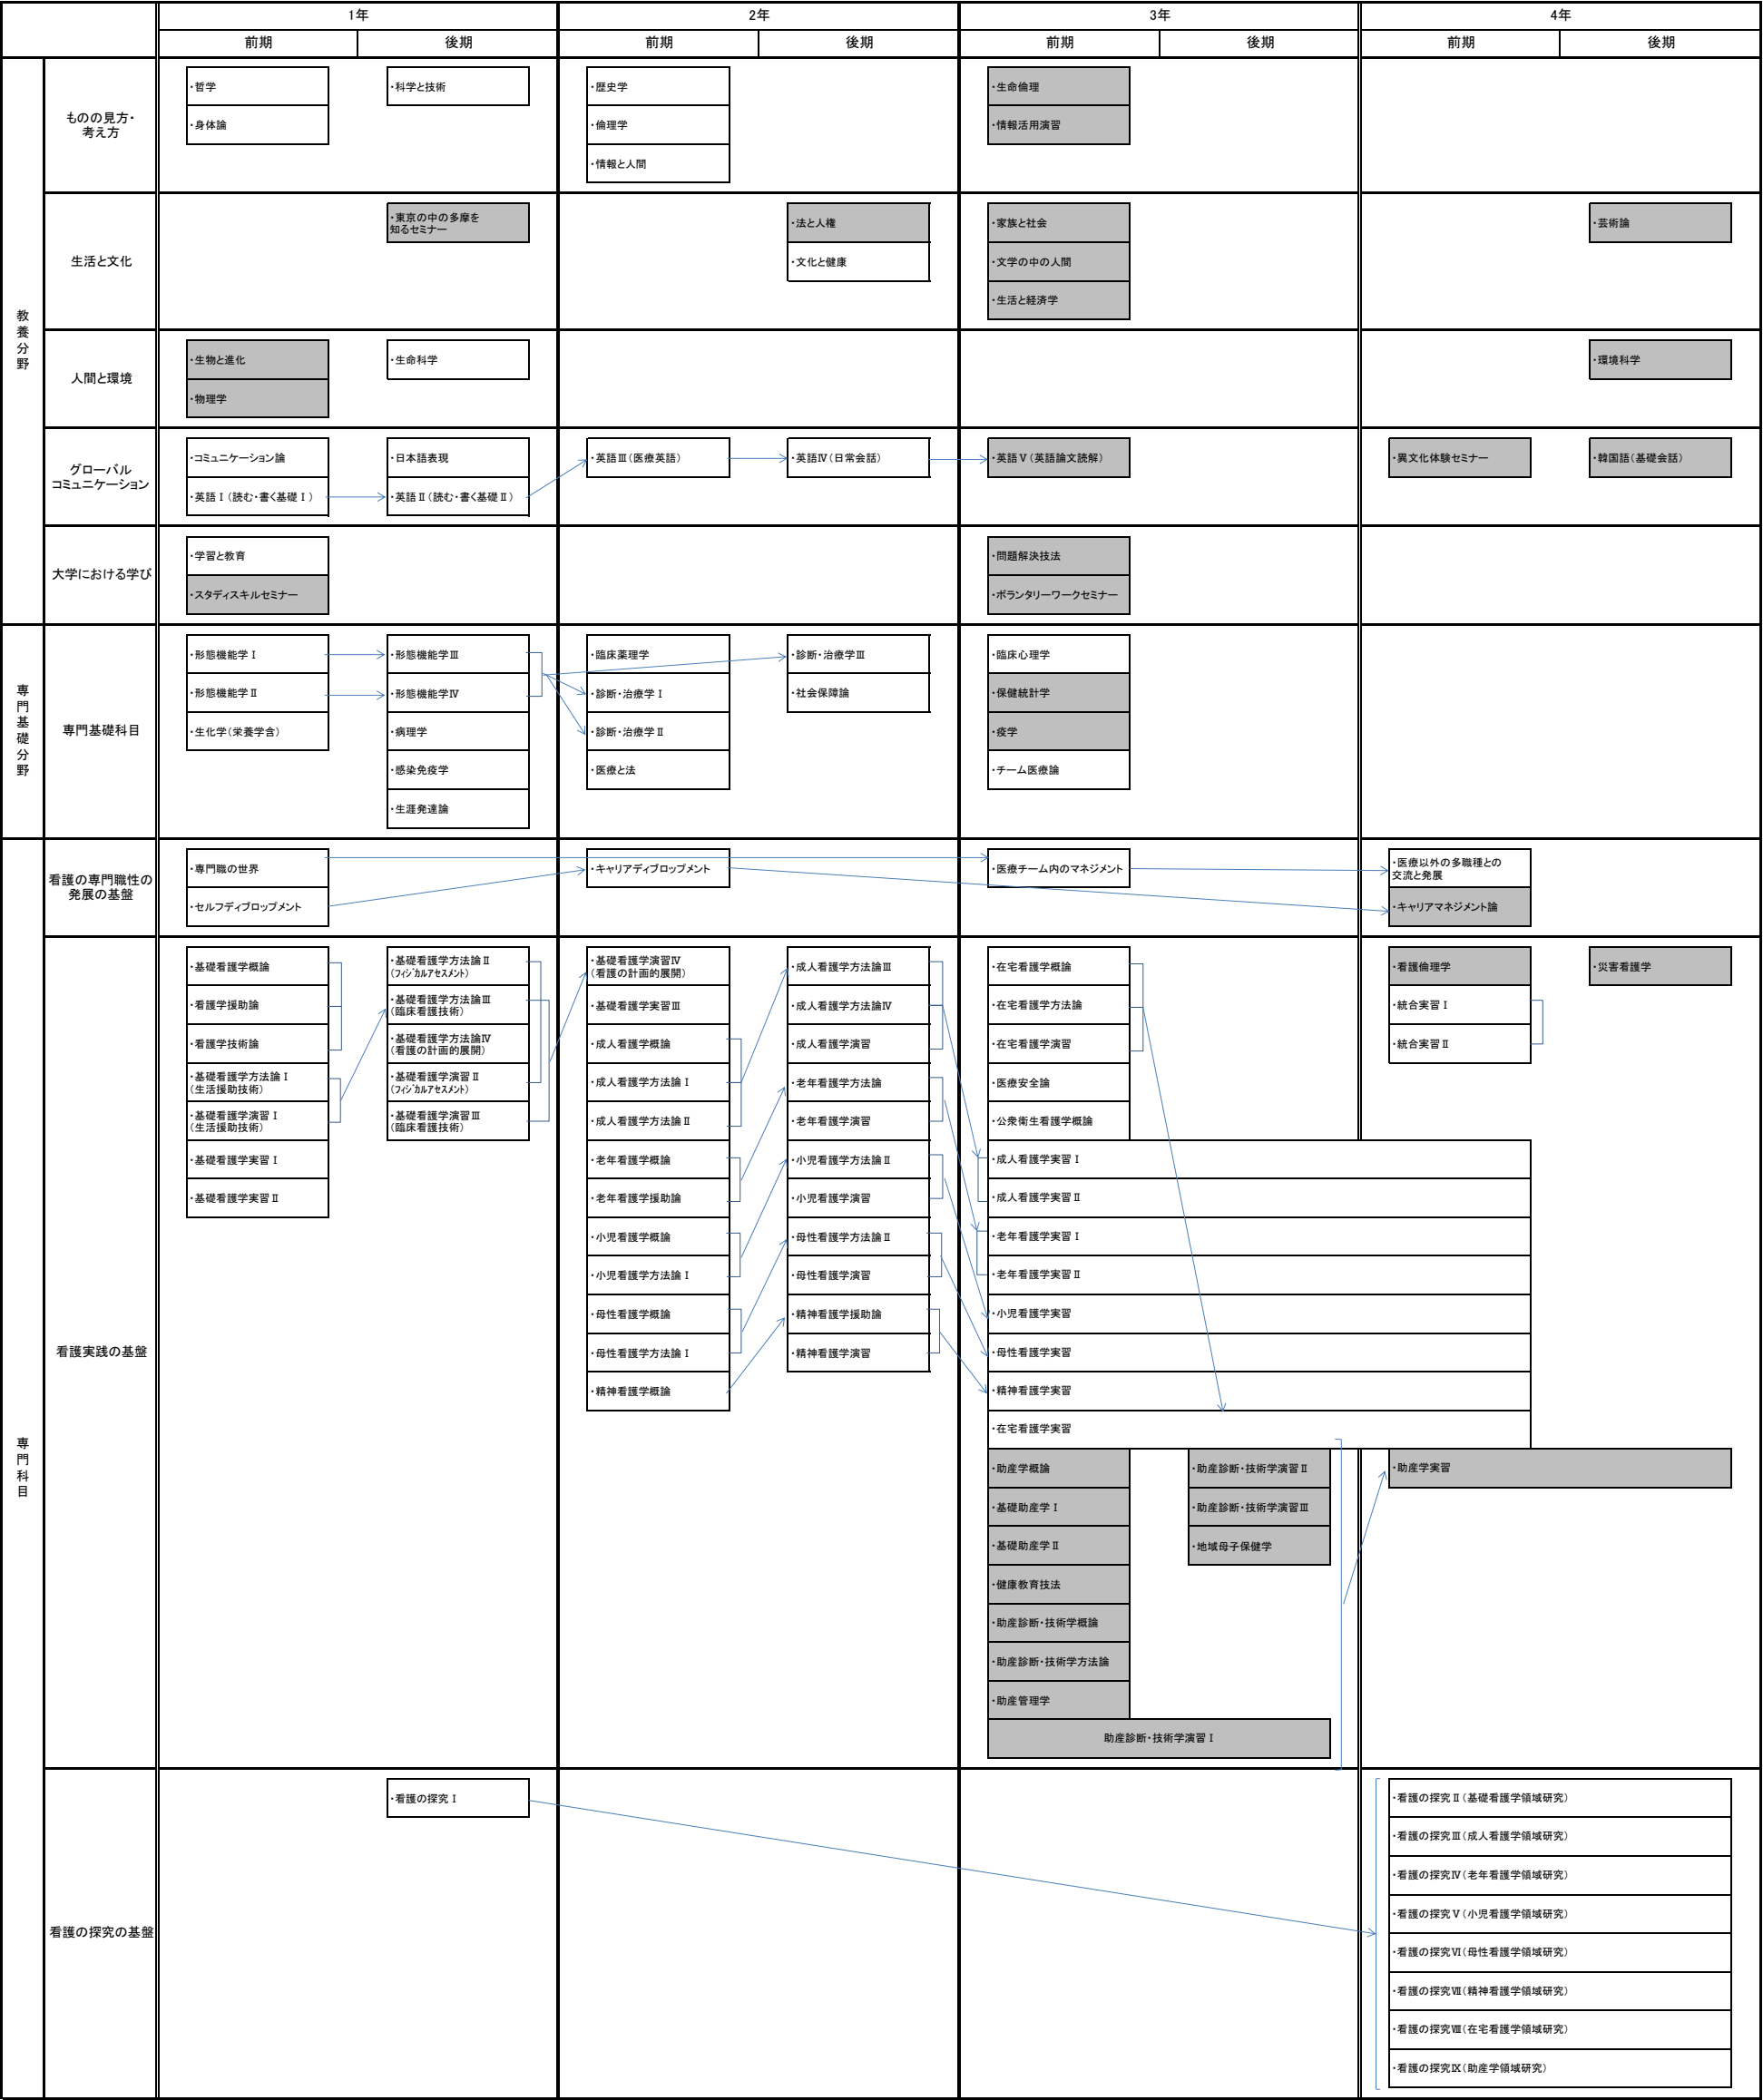 1年
2年
3年
4年
前期
後期
前期
後期
前期
後期
前期
後期
教養分野
ものの見方・
考え方
・哲学
・身体論
・科学と技術
・歴史学
・倫理学
・情報と人間
・生命倫理
・情報活用演習
生活と文化
・東京の中の多摩を
知るセミナー
・法と人権
・文化と健康
・家族と社会
・文学の中の人間
・生活と経済学
・芸術論
人間と環境
・生物と進化
・物理学
・生命科学
・環境科学
グローバル
コミュニケーション
・コミュニケーション論
・英語Ⅰ(読む・書く基礎Ⅰ)
・日本語表現
・英語Ⅱ(読む・書く基礎Ⅱ)
・英語Ⅲ(医療英語)
・英語Ⅳ(日常会話)
・英語Ⅴ(英語論文読解)
・異文化体験セミナー
・韓国語(基礎会話)
大学における学び
・学習と教育
・スタディスキルセミナー
・問題解決技法
・ボランタリーワークセミナー
専門基礎分野
専門基礎科目
・形態機能学Ⅰ
・形態機能学Ⅱ
・生化学(栄養学含)
・形態機能学Ⅲ
・形態機能学Ⅳ
・病理学
・感染免疫学
・生涯発達論
・臨床薬理学
・診断・治療学Ⅰ
・診断・治療学Ⅱ
・医療と法
・診断・治療学Ⅲ
・社会保障論
・臨床心理学
・保健統計学
・疫学
・チーム医療論
専門科目
看護の専門職性の
発展の基盤
・専門職の世界
・セルフディブロップメント
・キャリアディブロップメント
・医療チーム内のマネジメント
・医療以外の多職種との
交流と発展
・キャリアマネジメント論
看護実践の基盤
・基礎看護学概論
・看護学援助論
・看護学技術論
・基礎看護学方法論Ⅰ
(生活援助技術)
・基礎看護学演習Ⅰ
(生活援助技術)
・基礎看護学実習Ⅰ
・基礎看護学実習Ⅱ
・基礎看護学方法論Ⅱ
(フィジカルアセスメント)
・基礎看護学方法論Ⅲ
(臨床看護技術)
・基礎看護学方法論Ⅳ
(看護の計画的展開)
・基礎看護学演習Ⅱ
(フィジカルアセスメント)
・基礎看護学演習Ⅲ
(臨床看護技術)
・基礎看護学演習Ⅳ
(看護の計画的展開)
・基礎看護学実習Ⅲ
・成人看護学概論
・成人看護学方法論Ⅰ
・成人看護学方法論Ⅱ
・老年看護学概論
・老年看護学援助論
・小児看護学概論
・小児看護学方法論Ⅰ
・母性看護学概論
・母性看護学方法論Ⅰ
・精神看護学概論
・成人看護学方法論Ⅲ
・成人看護学方法論Ⅳ
・成人看護学演習
・老年看護学方法論
・老年看護学演習
・小児看護学方法論Ⅱ
・小児看護学演習
・母性看護学方法論Ⅱ
・母性看護学演習
・精神看護学援助論
・精神看護学演習
・在宅看護学概論
・在宅看護学方法論
・在宅看護学演習
・医療安全論
・公衆衛生看護学概論
・成人看護学実習Ⅰ
・成人看護学実習Ⅱ
・老年看護学実習Ⅰ
・老年看護学実習Ⅱ
・小児看護学実習
・母性看護学実習
・精神看護学実習
・在宅看護学実習
・助産学概論
・基礎助産学Ⅰ
・基礎助産学Ⅱ
・健康教育技法
・助産診断・技術学概論
・助産診断・技術学方法論
・助産管理学
助産診断・技術学演習Ⅰ
・助産診断・技術学演習Ⅱ
・助産診断・技術学演習Ⅲ
・地域母子保健学
・看護倫理学
・統合実習Ⅰ
・統合実習Ⅱ
・災害看護学
・助産学実習
看護の探究の基盤
・看護の探究Ⅰ
・看護の探究Ⅱ(基礎看護学領域研究)
・看護の探究Ⅲ(成人看護学領域研究)
・看護の探究Ⅳ(老年看護学領域研究)
・看護の探究Ⅴ(小児看護学領域研究)
・看護の探究Ⅵ(母性看護学領域研究)
・看護の探究Ⅶ(精神看護学領域研究)
・看護の探究Ⅷ(在宅看護学領域研究)
・看護の探究Ⅸ(助産学領域研究)